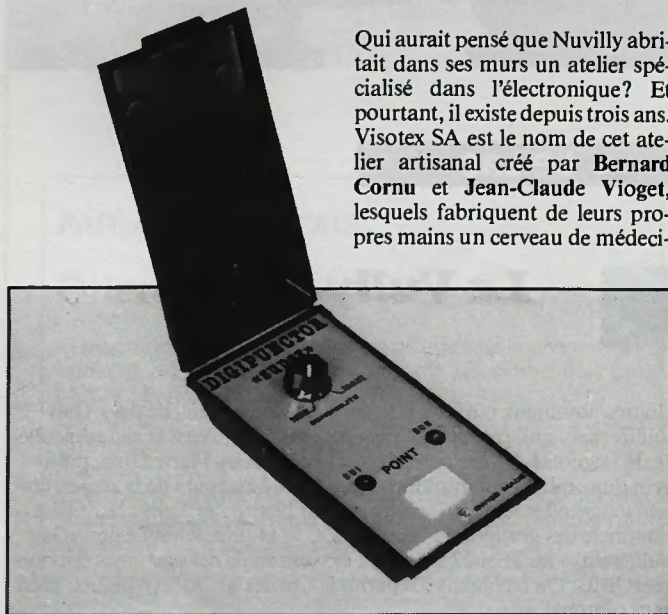 Qui aurait pensé que Nuvilly abri-
tait dans ses murs un atelier spé-
cialisé dans l'électronique? Et
pourtant, il existe depuis trois ans.
Visotex SA est le nom de cet ate-
lier artisanal créé par Bernard
Cornu et Jean-Claude Vioget,
lesquels fabriquent de leurs pro-
pres mains un cerveau de médeci-
DIGIPUNCTOR
POINT